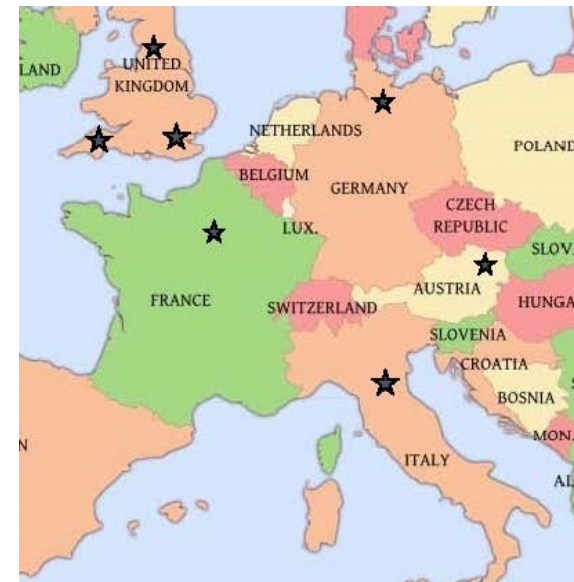 LAND
UNITED
KINGDOM
NETHERLANDS
POLAND
BELGIUM
GERMANY
CZECH
REPUBLIC
LUX.
SLOV
FRANCE
AUSTRIA
SWITZERLAND
HUNGA
SLOVENIA
CROATIA
BOSNIA
N
MON.
ITALY
AL